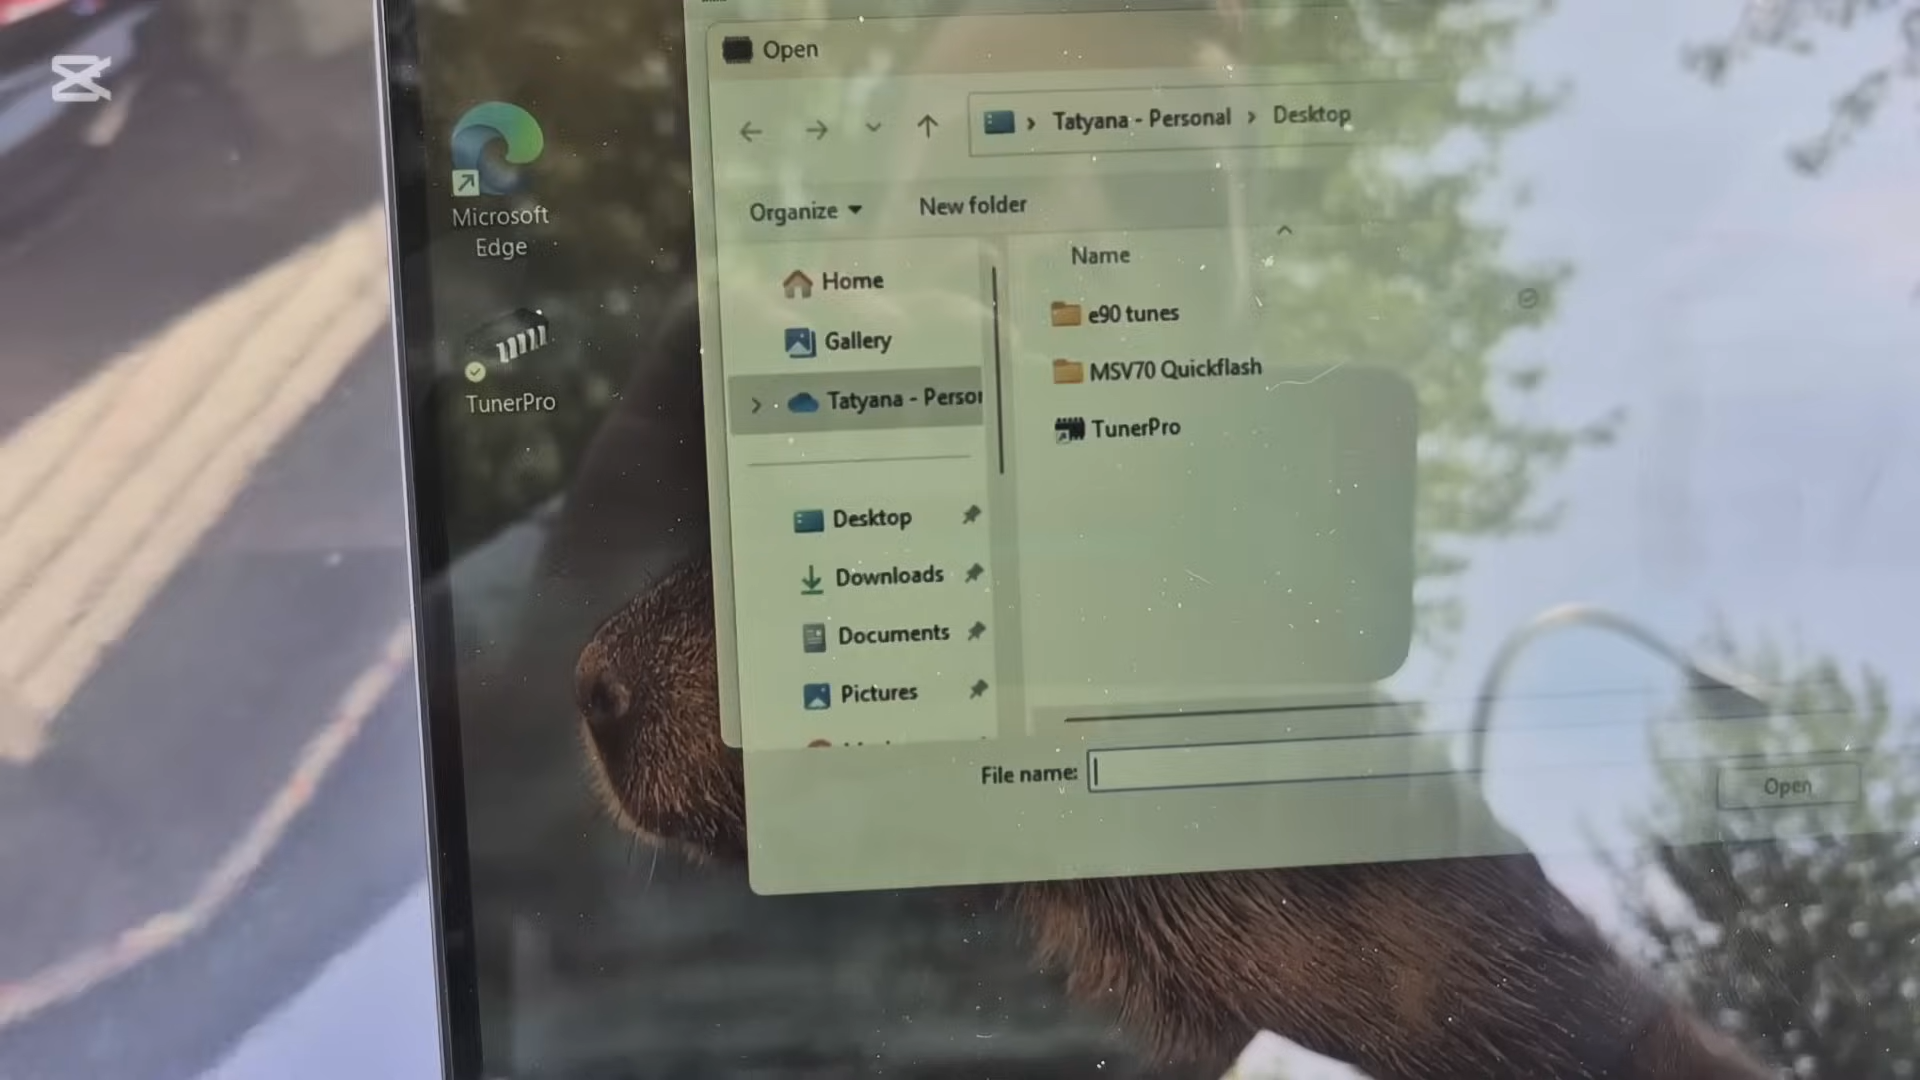 Open
Tatyana - Personal > Desktop
Organize
New folder
Microsoft
Edge
TunerPro
Home
Gallery
Tatyana - Person
Desktop
Downloads
Documents
Pictures
Name
e90 tunes
MSV70 Quickflash
TunerPro
File name:
Open